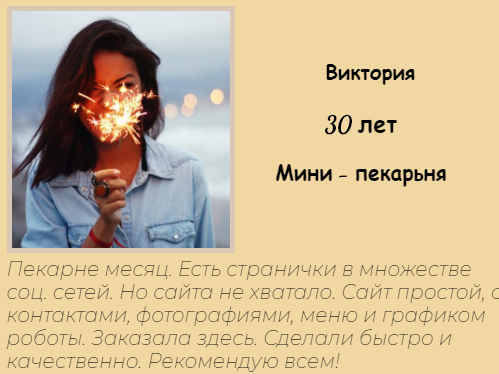 Виктория
30 лет
Мини - пекарьня
Пекарне месяц. Есть странички в множестве
соц. сетей. Но сайта не хватало. Сайт простой, с
контактами, фотографиями, меню и графиком
роботы. Заказала здесь. Сделали быстро и
качественно. Рекомендую всем!